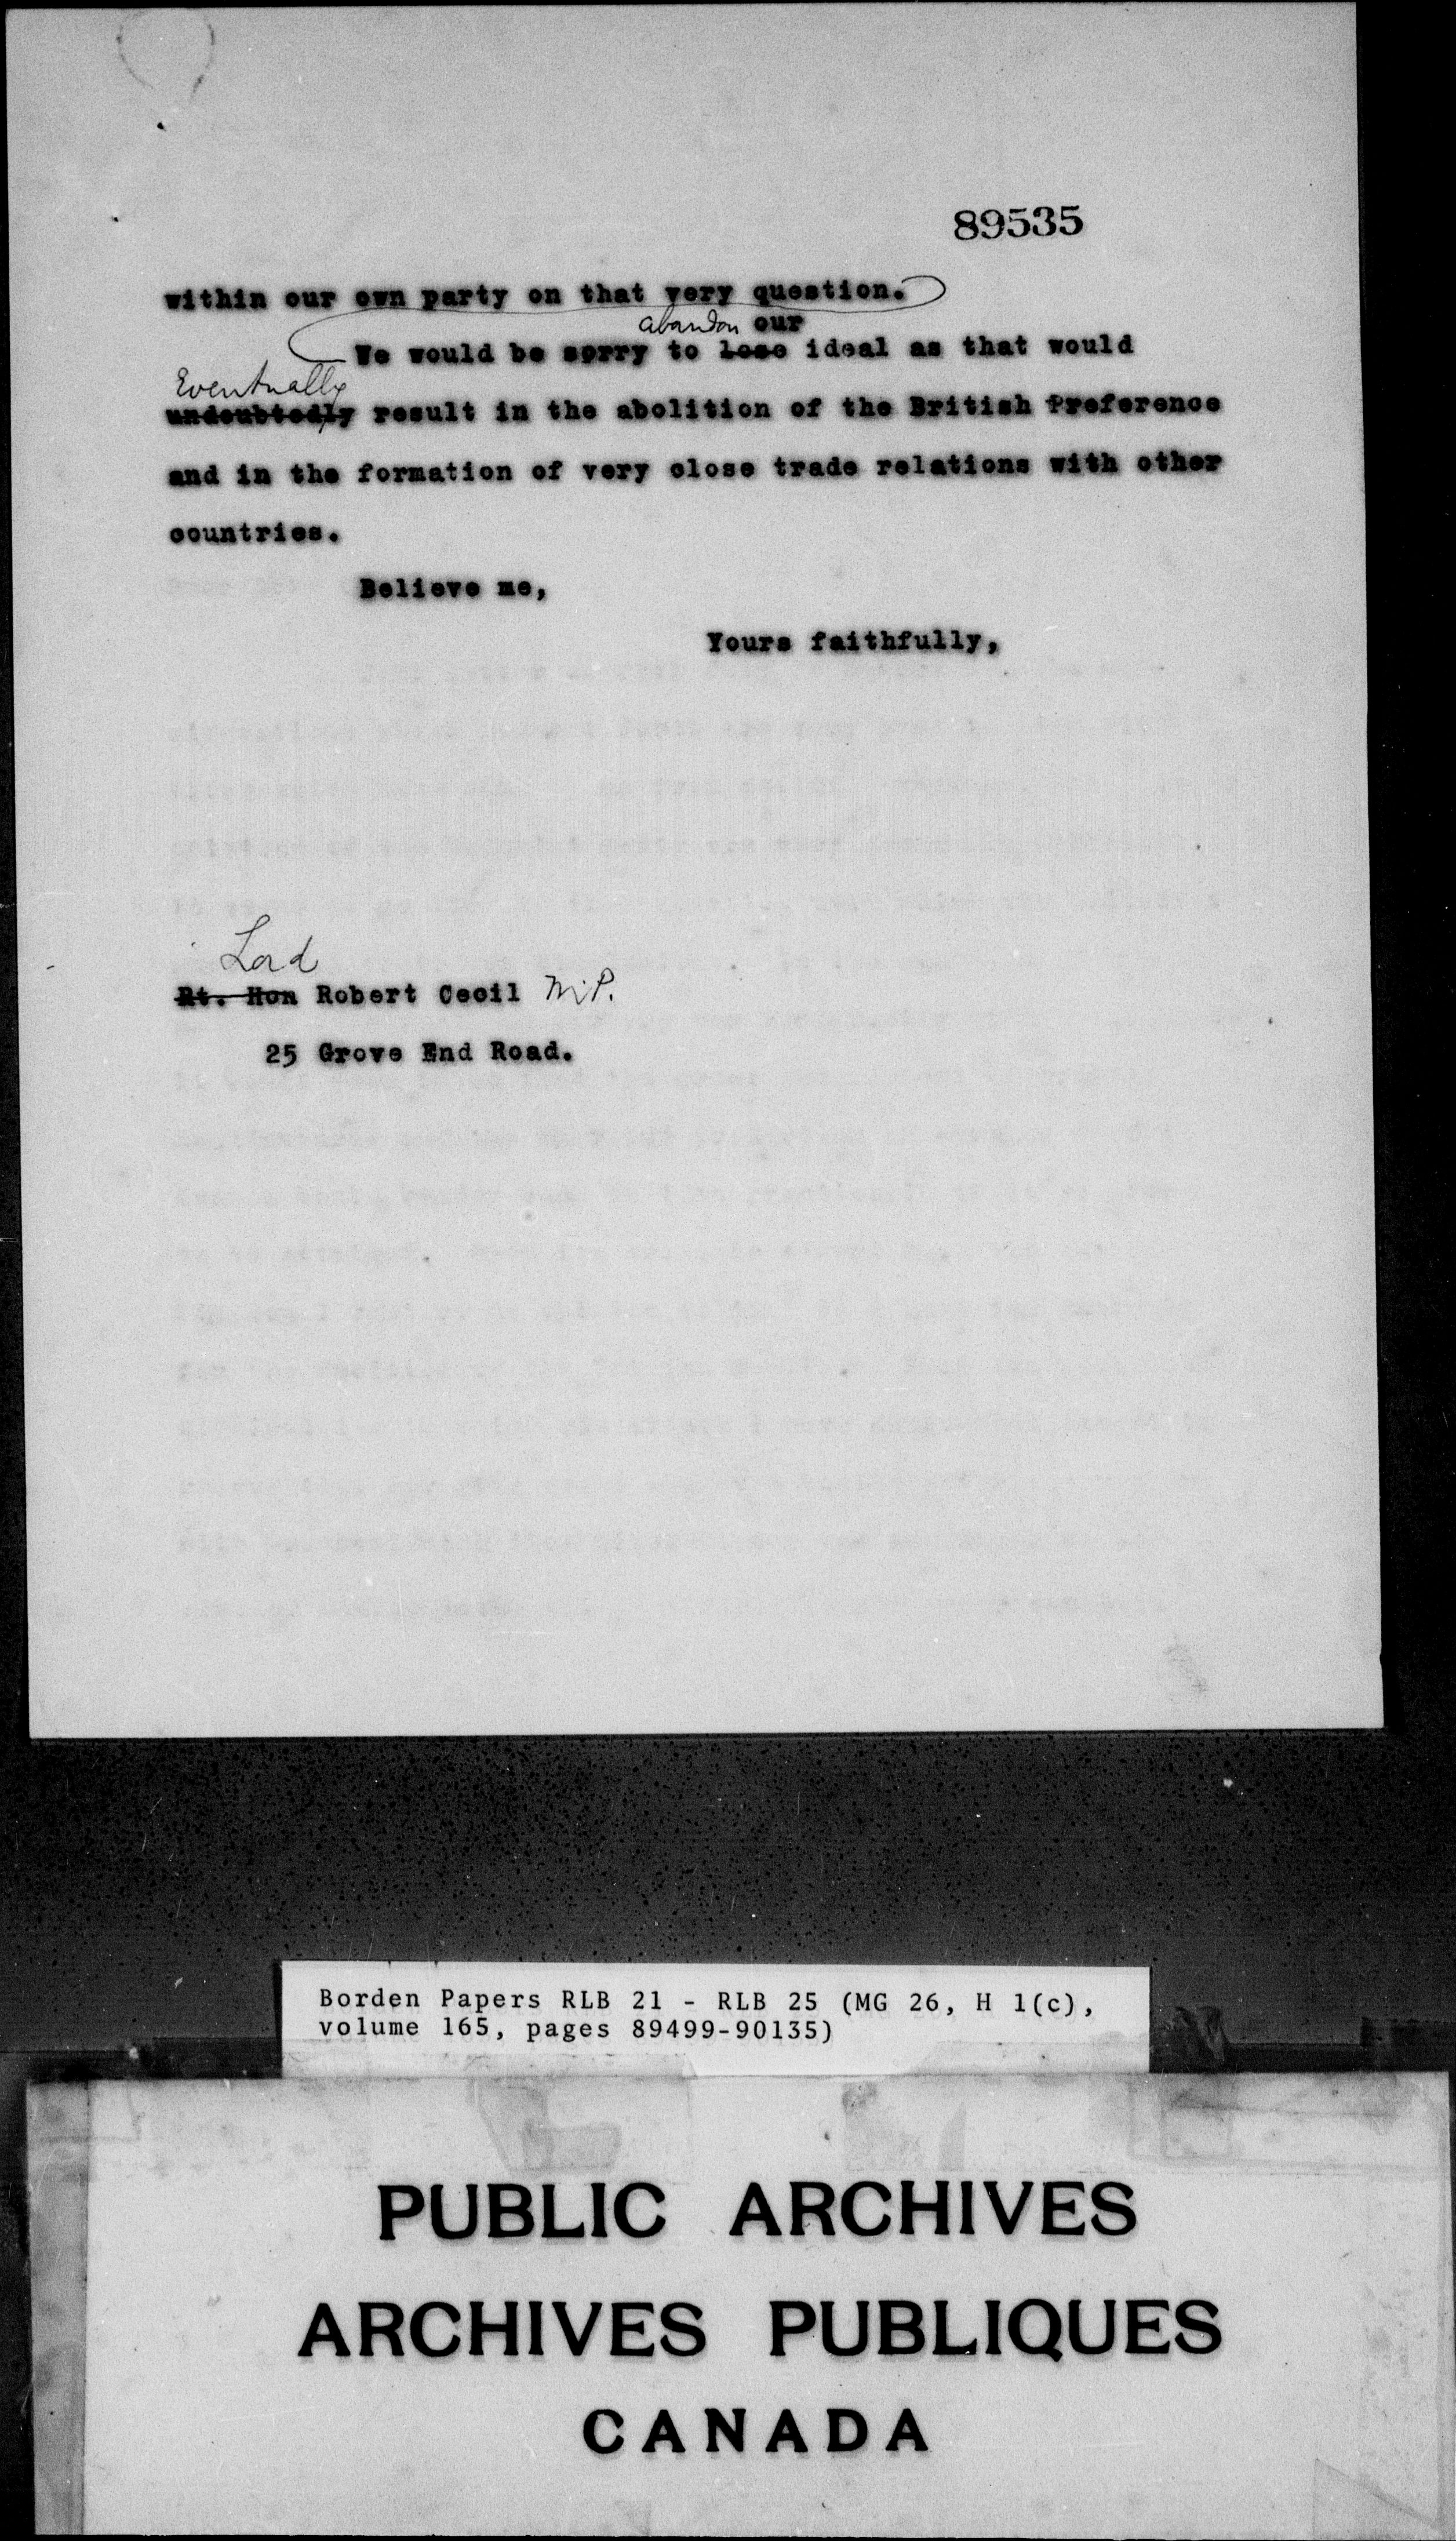 89535
within our own party on that very question.
abandon our
We would be sorry to lose ideal as that would
Eventually
undoubtedly result in the abolition of the British Preference
and in the formation of very close trade relations with other
countries.
Believe me,
Yours faithfully,
Lord
Rt. Hon Robert Cecil M.P.
25 Grove End Road.
Borden Papers RLB 21 - RLB 25 (MG 26, H 1(c),
volume 165, pages 89499-90135)
PUBLIC ARCHIVES
ARCHIVES PUBLIQUES
CANADA